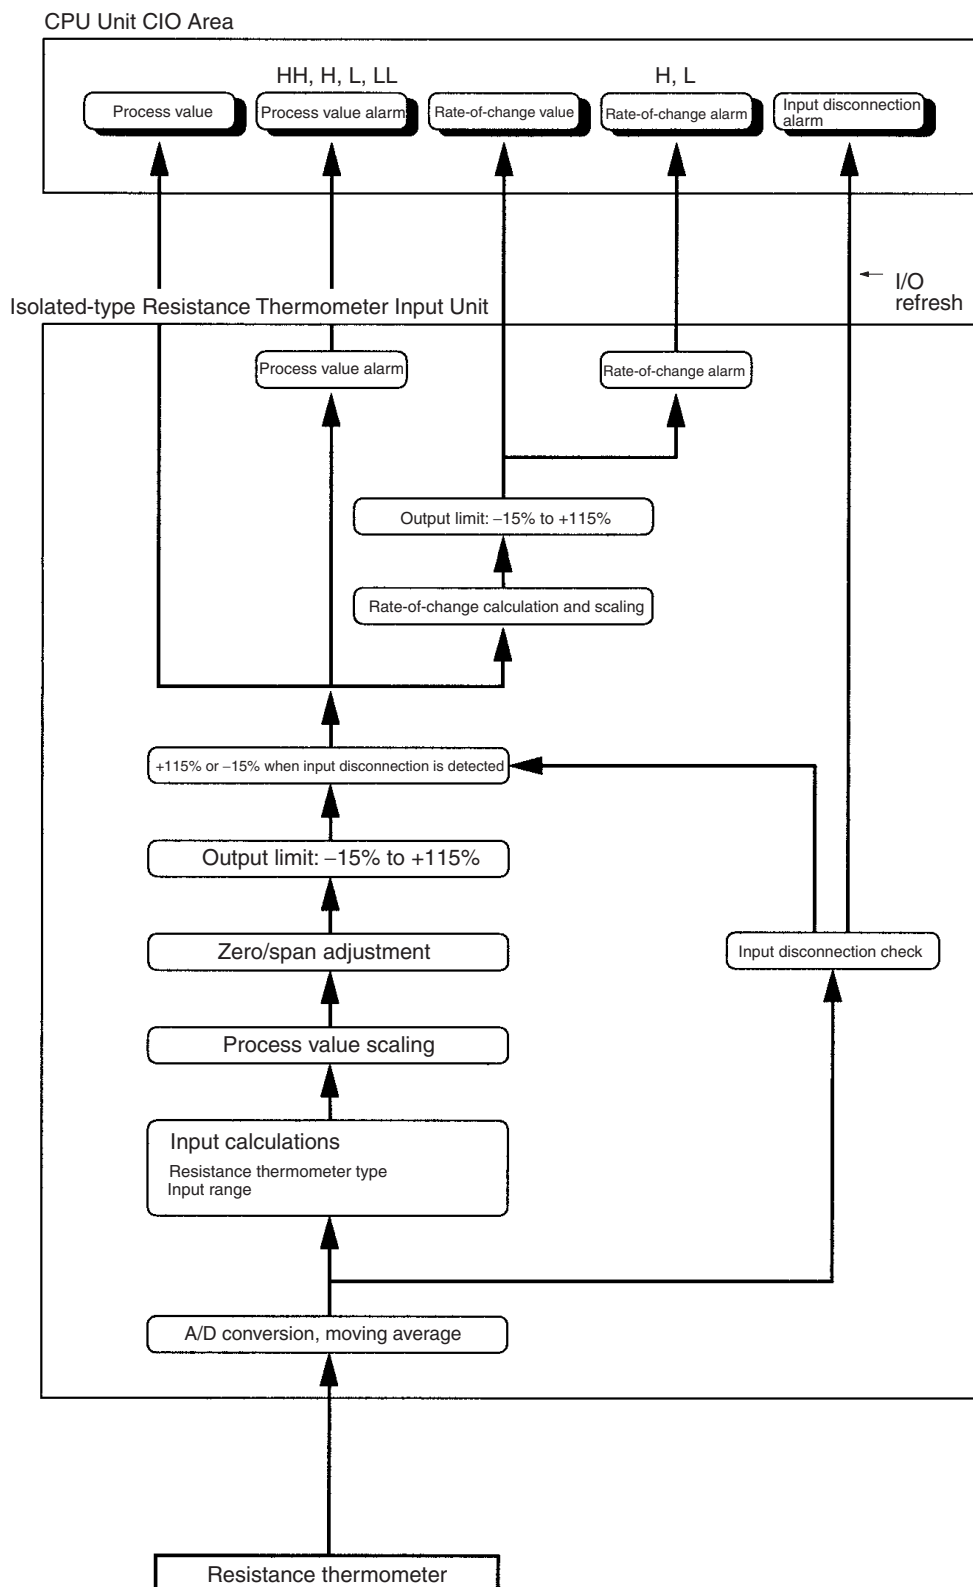 CPU Unit CIO Area
HH, H, L, LL
H, L
Process value
Process value alarm
Rate-of-change value
Rate-of-change alarm
Input disconnection
alarm
I/O
refresh
Isolated-type Resistance Thermometer Input Unit
Process value alarm
Rate-of-change alarm
Output limit: –15% to +115%
Rate-of-change calculation and scaling
+115% or –15% when input disconnection is detected
Output limit: –15% to +115%
Zero/span adjustment
Input disconnection check
Process value scaling
Input calculations
Resistance thermometer type
Input range
A/D conversion, moving average
Resistance thermometer